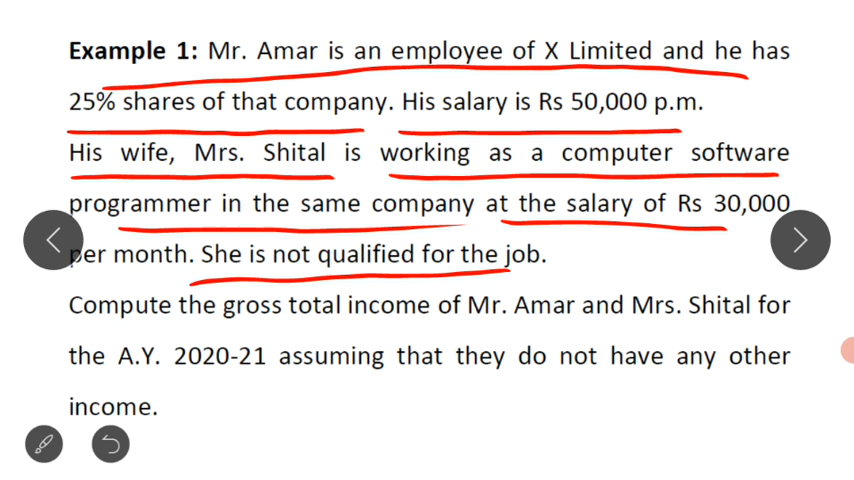 Example 1: Mr. Amar is an employee of X Limited and he has
25% shares of that company. His salary is Rs 50,000 p.m.
His wife, Mrs. Shital is working as a computer software
programmer in the same company at the salary of Rs 30,000
per month. She is not qualified for the job.
Compute the gross total income of Mr. Amar and Mrs. Shital for
the A.Y. 2020-21 assuming that they do not have any other
income.